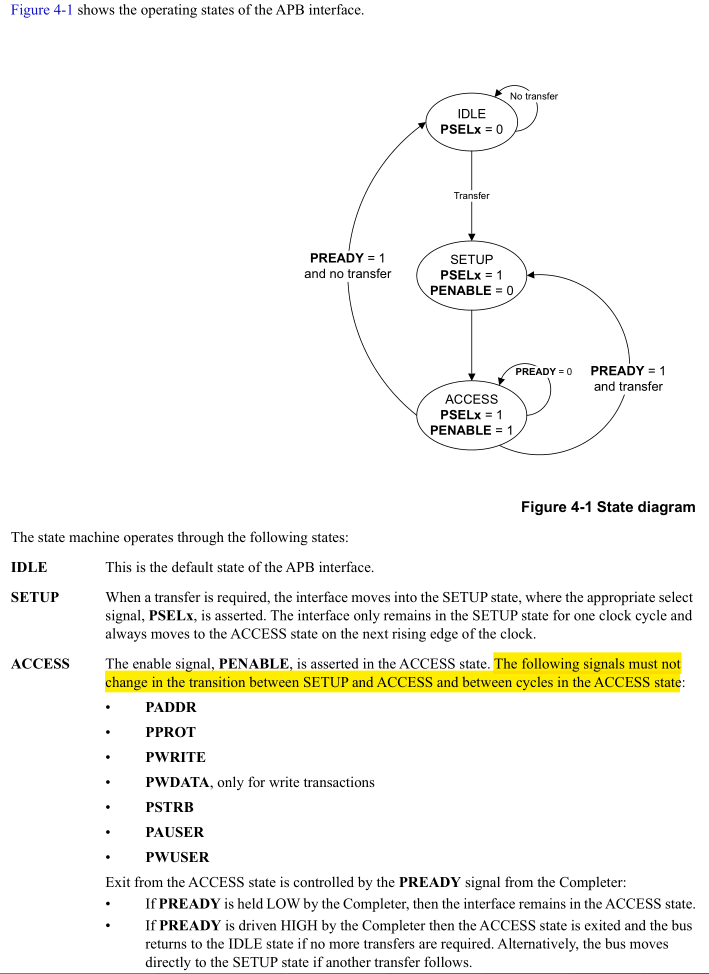 Figure 4-1 shows the operating states of the APB interface.
No transfer
IDLE
PSELx = 0
Transfer
PREADY = 1
and no transfer
SETUP
PSELx = 1
PENABLE = 0
PREADY = 0
PREADY = 1
and transfer
ACCESS
PSELx = 1
PENABLE = 1
Figure 4-1 State diagram
The state machine operates through the following states:
IDLE This is the default state of the APB interface.
SETUP When a transfer is required, the interface moves into the SETUP state, where the appropriate select
signal, PSELx, is asserted. The interface only remains in the SETUP state for one clock cycle and
always moves to the ACCESS state on the next rising edge of the clock.
ACCESS The enable signal, PENABLE, is asserted in the ACCESS state. The following signals must not
change in the transition between SETUP and ACCESS and between cycles in the ACCESS state:
• PADDR
• PPROT
• PWRITE
• PWDATA, only for write transactions
• PSTRB
• PAUSER
• PWUSER
Exit from the ACCESS state is controlled by the PREADY signal from the Completer:
• If PREADY is held LOW by the Completer, then the interface remains in the ACCESS state.
• If PREADY is driven HIGH by the Completer then the ACCESS state is exited and the bus
returns to the IDLE state if no more transfers are required. Alternatively, the bus moves
directly to the SETUP state if another transfer follows.